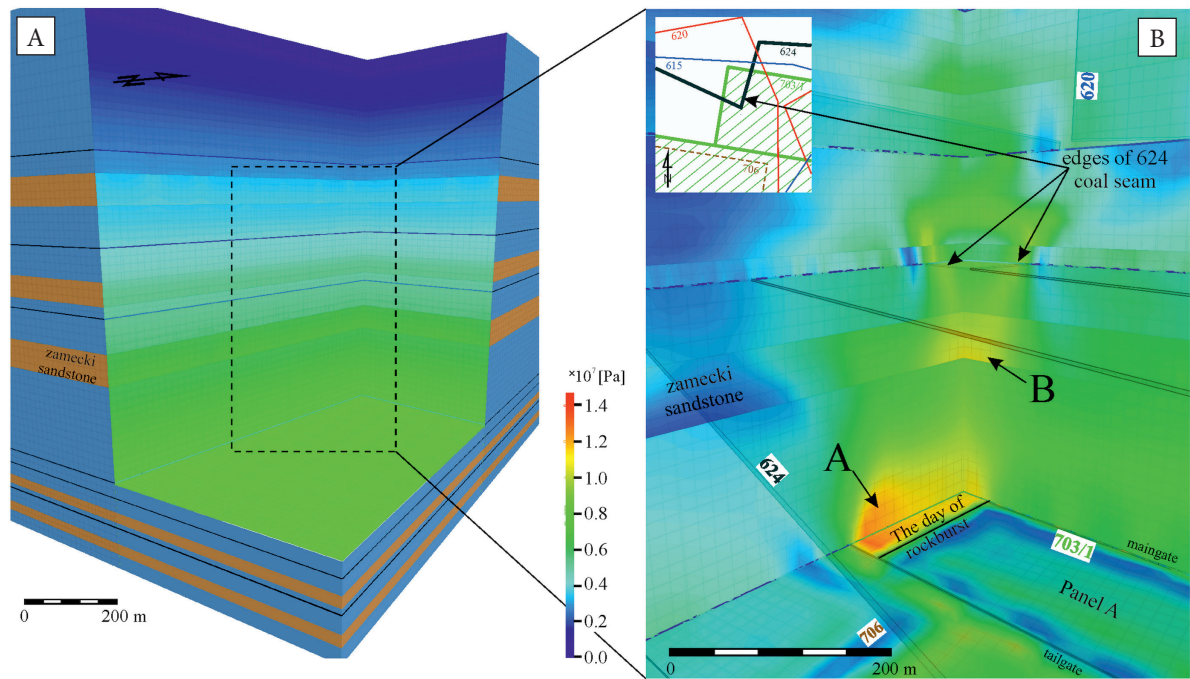 A
N
zamecki
sandstone
0
200 m
×10⁷[Pa]
1.4
1.2
1.0
0.8
0.6
0.4
0.2
0.0
B
620
624
615
703/1
706
N
620
edges of 624
coal seam
zamecki
sandstone
B
A
624
The day of
rockburst
703/1
maingate
Panel A
706
tailgate
0
200 m